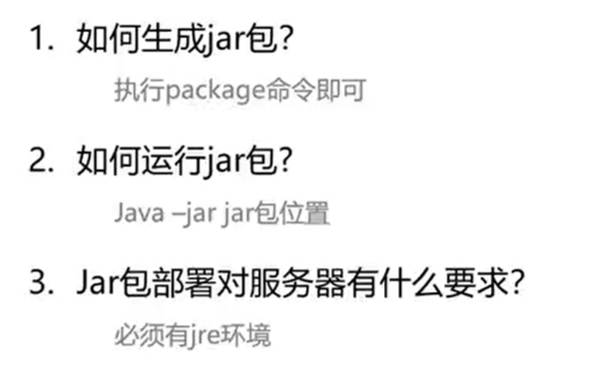 1. 如何生成jar包?
执行package命令即可
2. 如何运行jar包?
Java –jar jar包位置
3. Jar包部署对服务器有什么要求?
必须有jre环境